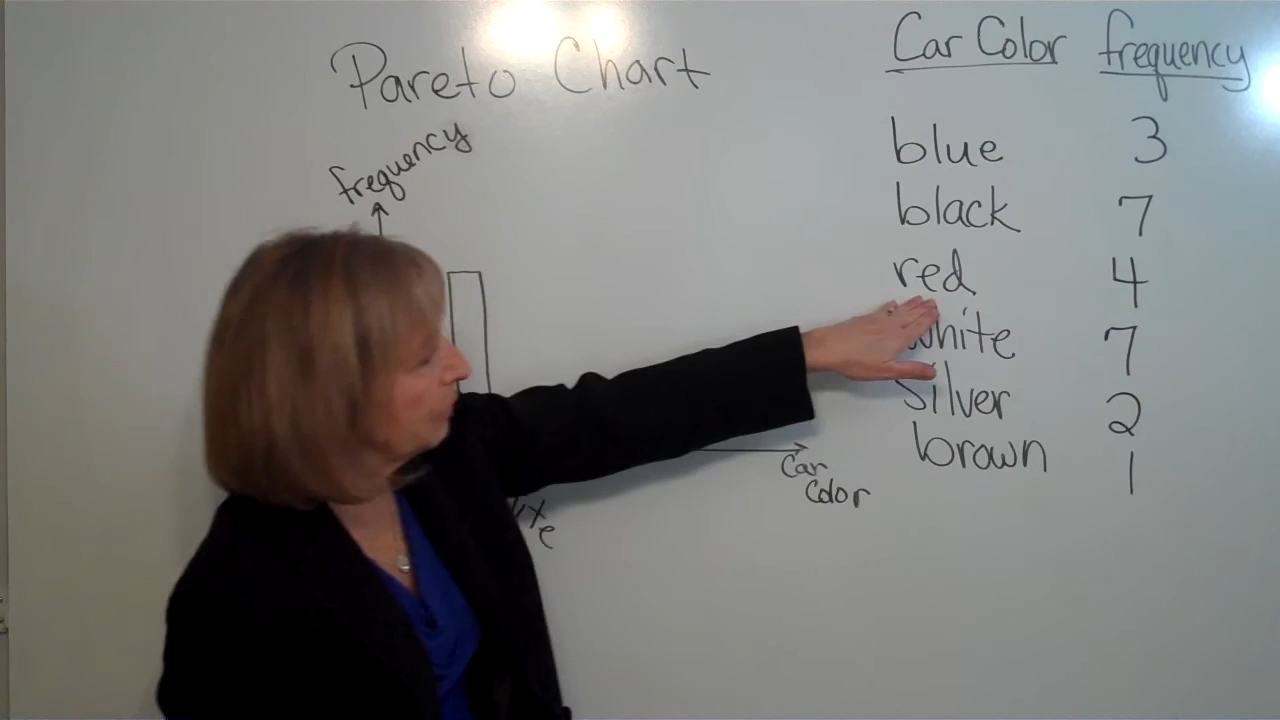 Pareto Chart
frequency
Car Color frequency
blue 3
black 7
red 4
white 7
silver 2
brown 1
Car
Color